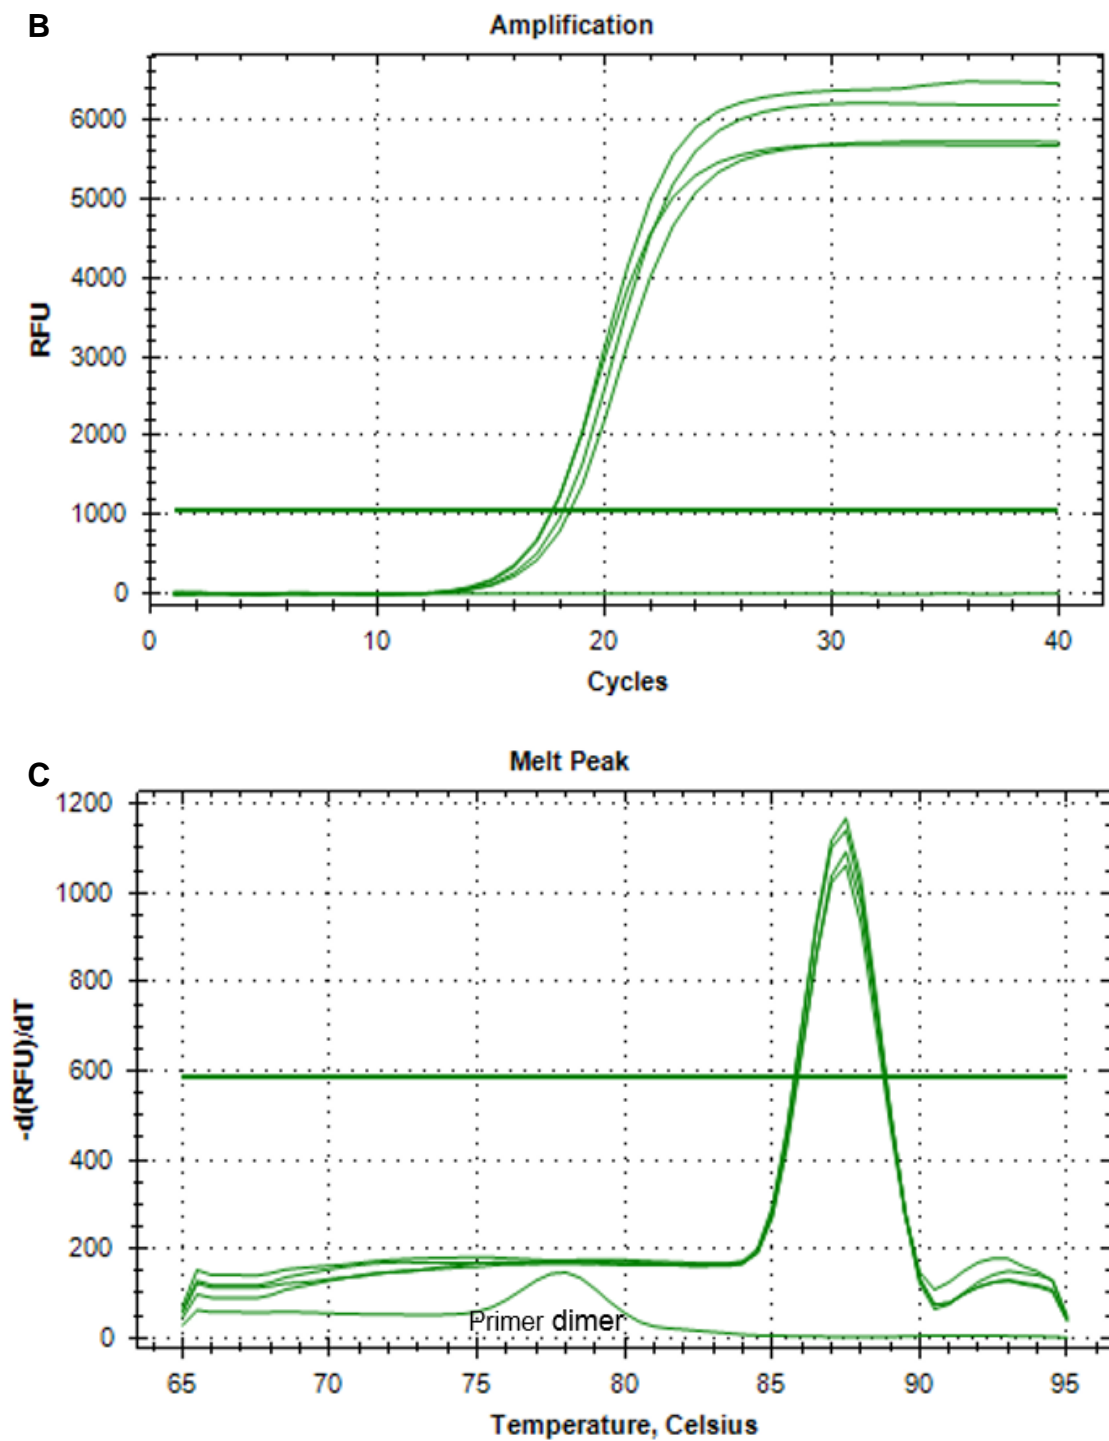 B
Amplification
6000
5000
4000
3000
2000
1000
0
RFU
0 10 20 30 40
Cycles
C
Melt Peak
1200
1000
800
600
400
200
0
-d(RFU)/dT
Primer dimer
65 70 75 80 85 90 95
Temperature, Celsius